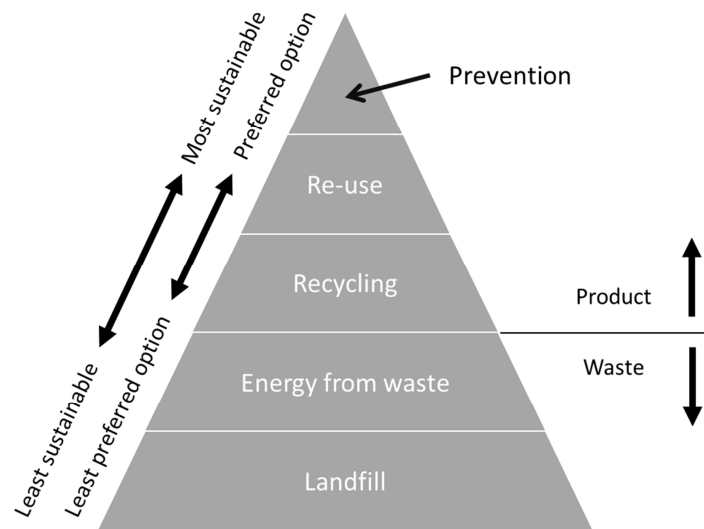 Most sustainable
Preferred option
Prevention
Re-use
Recycling
Product
Waste
Energy from waste
Least sustainable
Least preferred option
Landfill